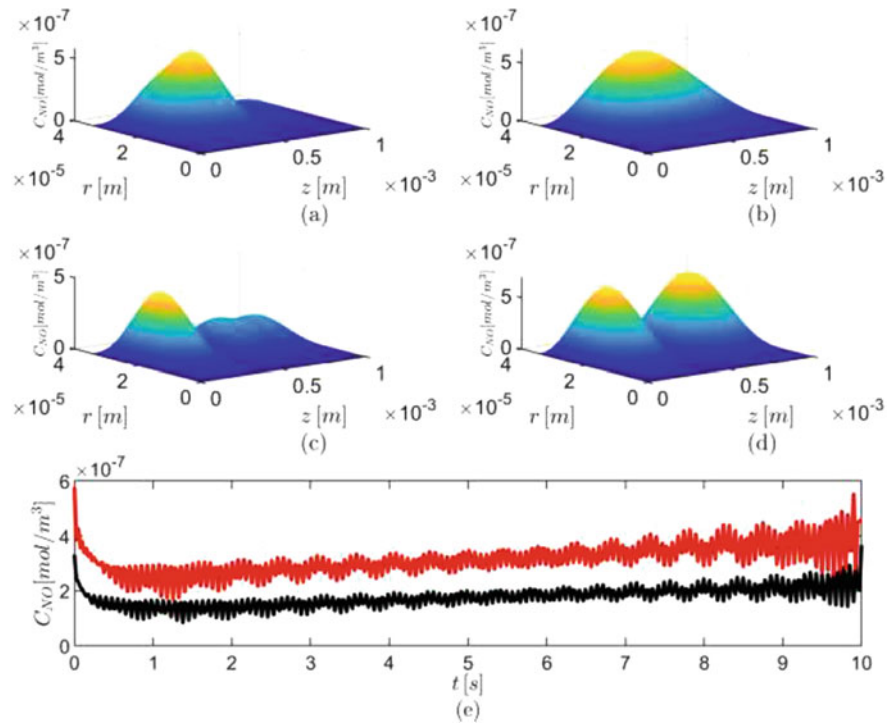 ×10⁻⁷ ×10⁻⁷
C_NO[mol/m³] 5 0 4 2 0 0 0.5 1
×10⁻⁵ r [m] z [m] ×10⁻³
(a)
C_NO[mol/m³] 5 0 4 2 0 0 0.5 1
×10⁻⁵ r [m] z [m] ×10⁻³
(b)
×10⁻⁷ ×10⁻⁷
C_NO[mol/m³] 5 0 4 2 0 0 0.5 1
×10⁻⁵ r [m] z [m] ×10⁻³
(c)
C_NO[mol/m³] 5 0 4 2 0 0 0.5 1
×10⁻⁵ r [m] z [m] ×10⁻³
(d)
×10⁻⁷
C_NO[mol/m³]
6
4
2
0
0 1 2 3 4 5 6 7 8 9 10
t [s]
(e)